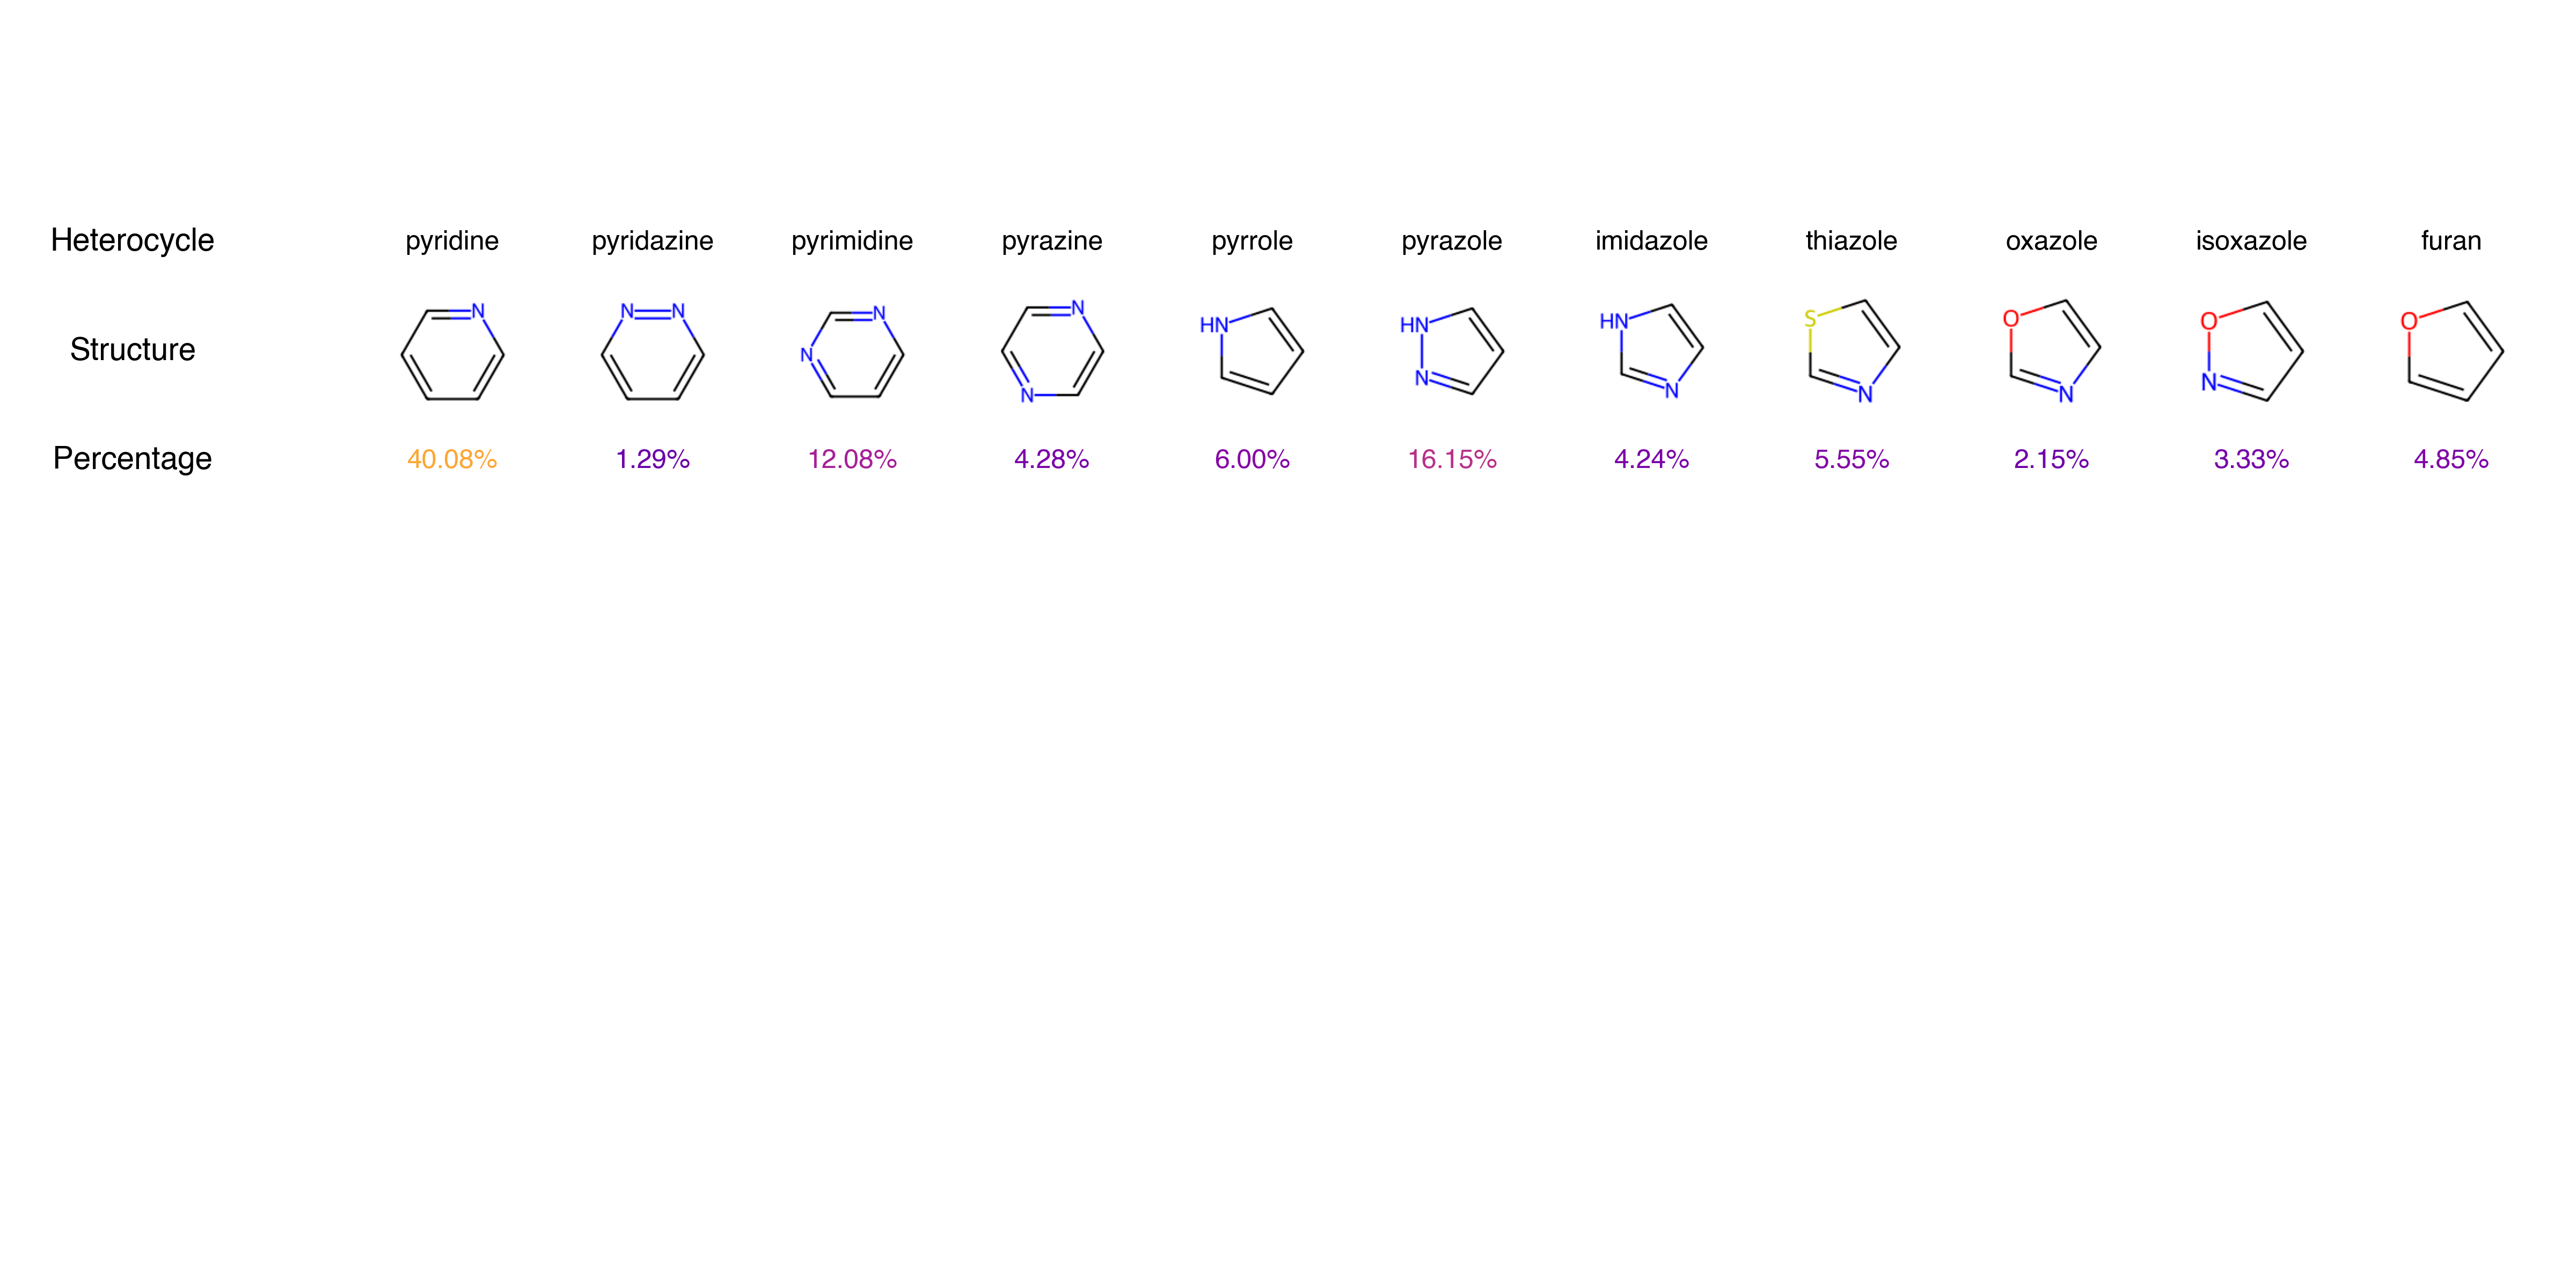 Heterocycle pyridine pyridazine pyrimidine pyrazine pyrrole pyrazole imidazole thiazole oxazole isoxazole furan
N N N N N HN HN HN S O O O
Structure
N N N N N N N
Percentage 40.08% 1.29% 12.08% 4.28% 6.00% 16.15% 4.24% 5.55% 2.15% 3.33% 4.85%